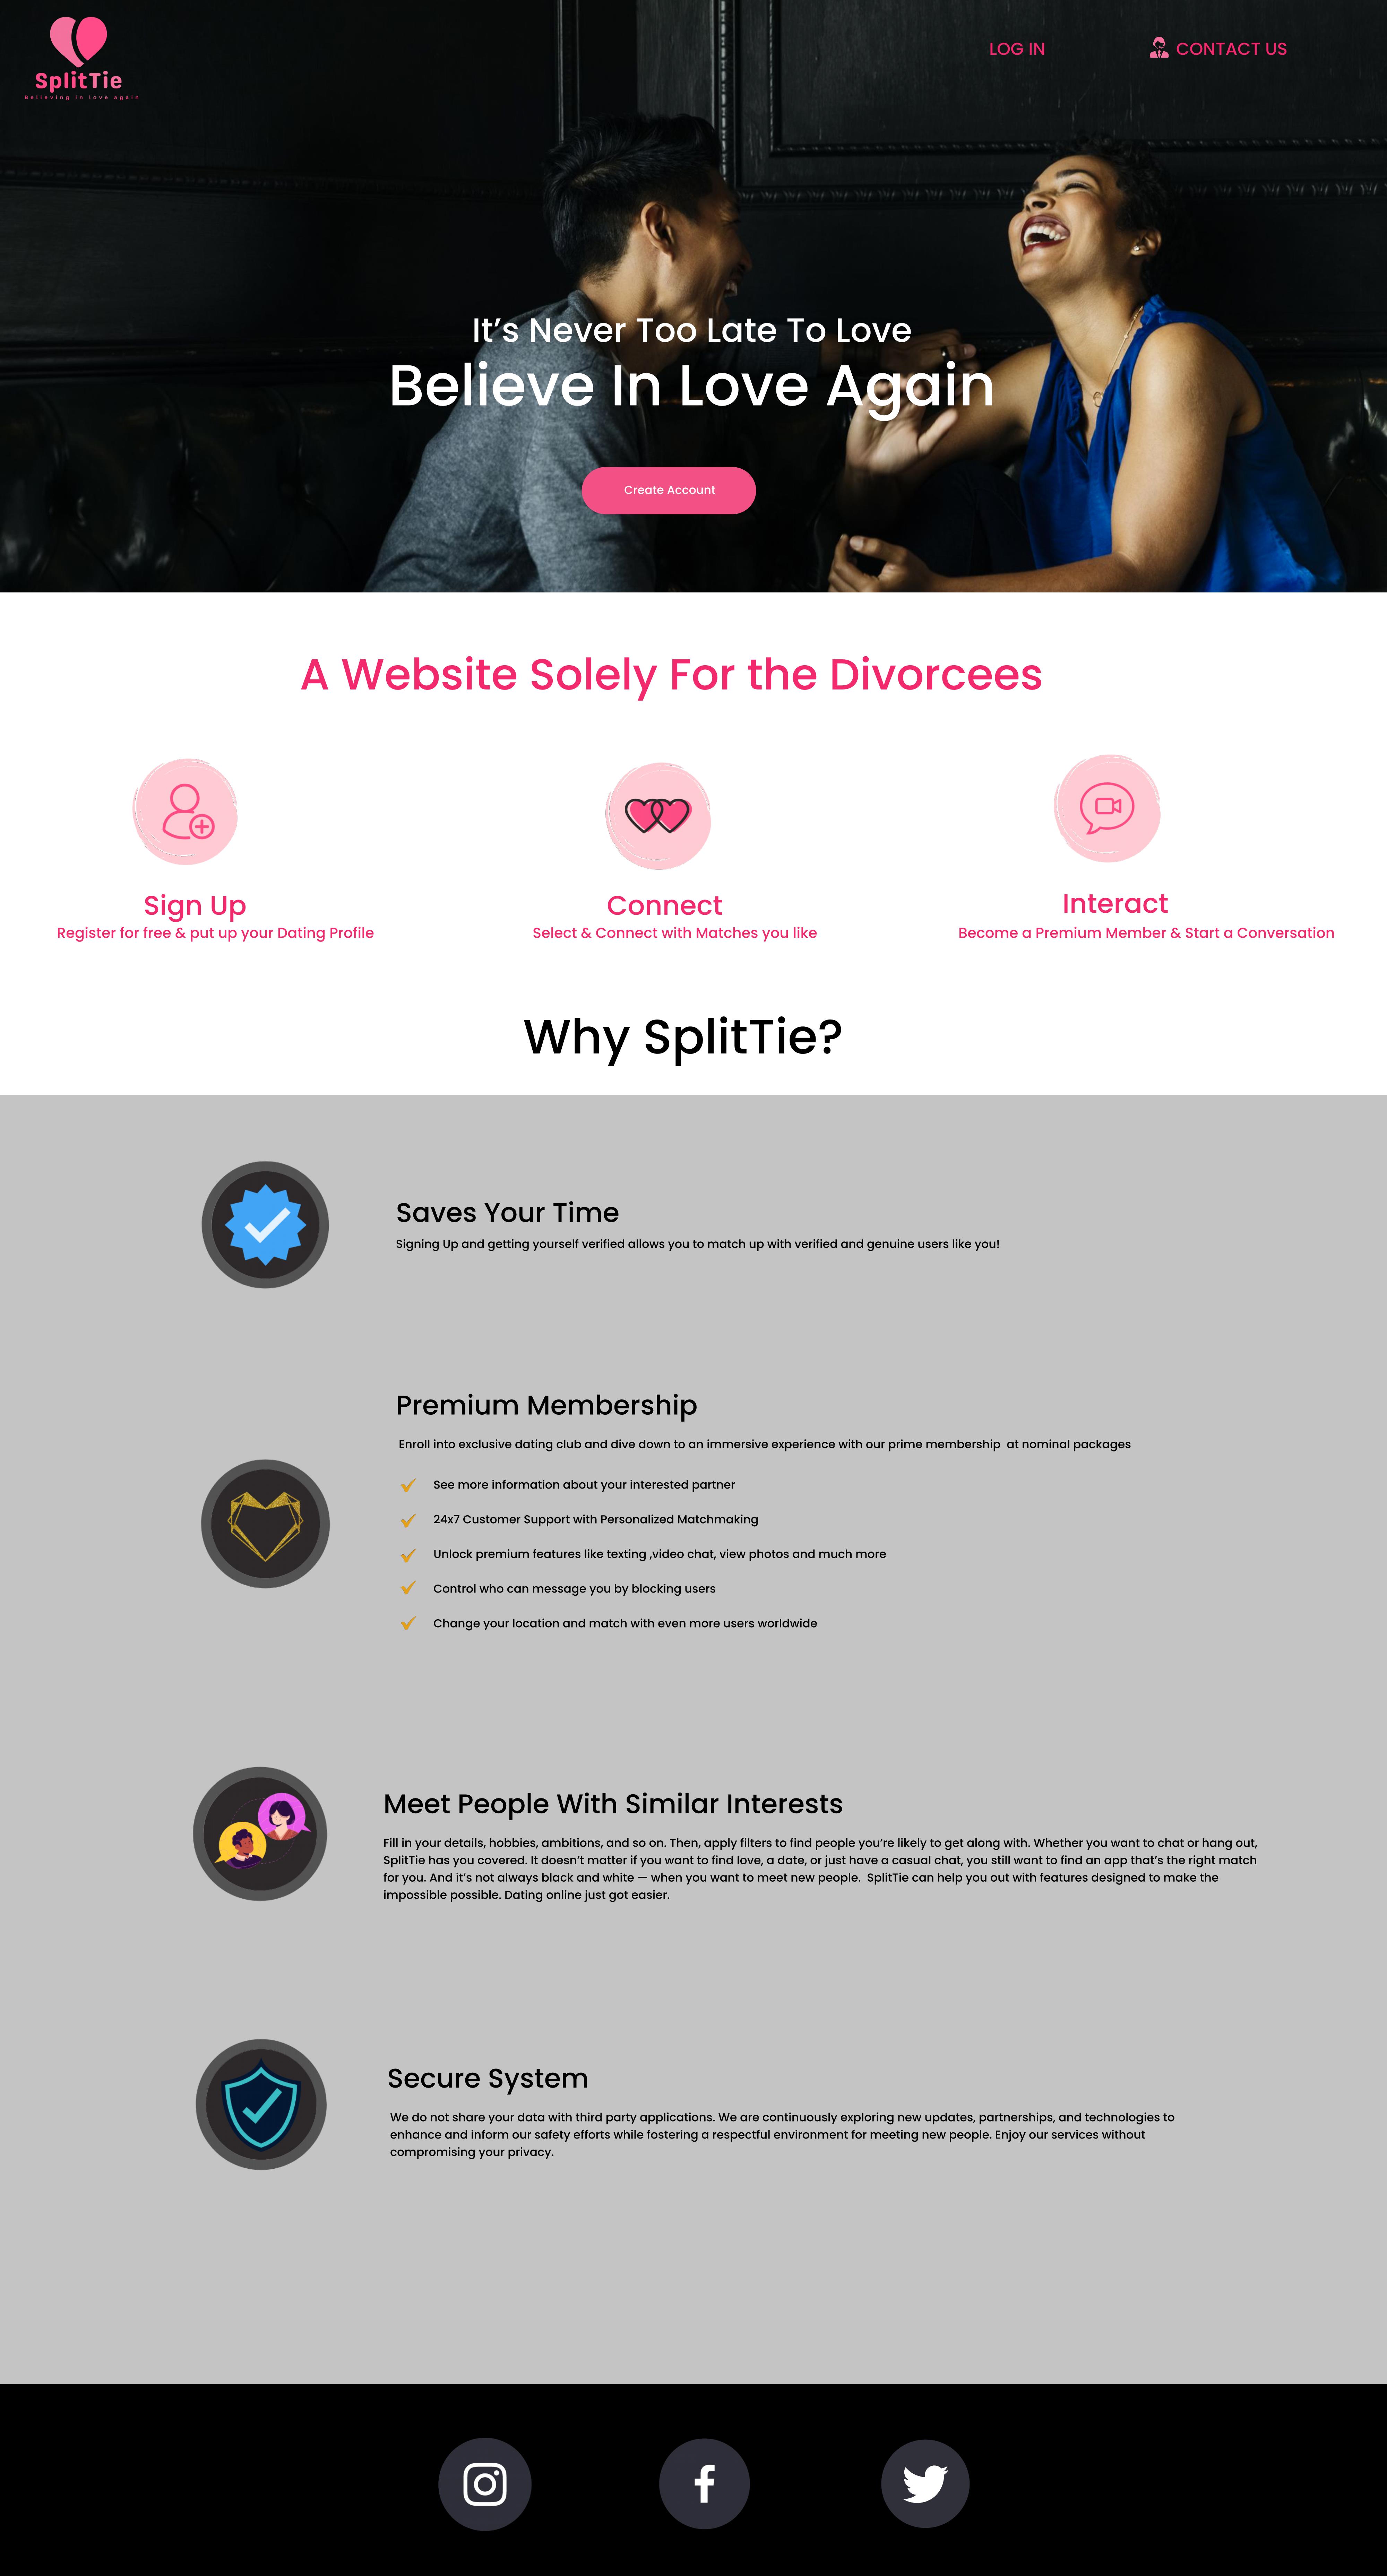 SplitTie
Believing in love again
LOG IN
CONTACT US
It’s Never Too Late To Love
Believe In Love Again
Create Account
A Website Solely For the Divorcees
Sign Up
Register for free & put up your Dating Profile
Connect
Select & Connect with Matches you like
Interact
Become a Premium Member & Start a Conversation
Why SplitTie?
Saves Your Time
Signing Up and getting yourself verified allows you to match up with verified and genuine users like you!
Premium Membership
Enroll into exclusive dating club and dive down to an immersive experience with our prime membership  at nominal packages
See more information about your interested partner
24x7 Customer Support with Personalized Matchmaking
Unlock premium features like texting ,video chat, view photos and much more
Control who can message you by blocking users
Change your location and match with even more users worldwide
Meet People With Similar Interests
Fill in your details, hobbies, ambitions, and so on. Then, apply filters to find people you’re likely to get along with. Whether you want to chat or hang out,
SplitTie has you covered. It doesn’t matter if you want to find love, a date, or just have a casual chat, you still want to find an app that’s the right match
for you. And it’s not always black and white — when you want to meet new people.  SplitTie can help you out with features designed to make the
impossible possible. Dating online just got easier.
Secure System
We do not share your data with third party applications. We are continuously exploring new updates, partnerships, and technologies to
enhance and inform our safety efforts while fostering a respectful environment for meeting new people. Enjoy our services without
compromising your privacy.